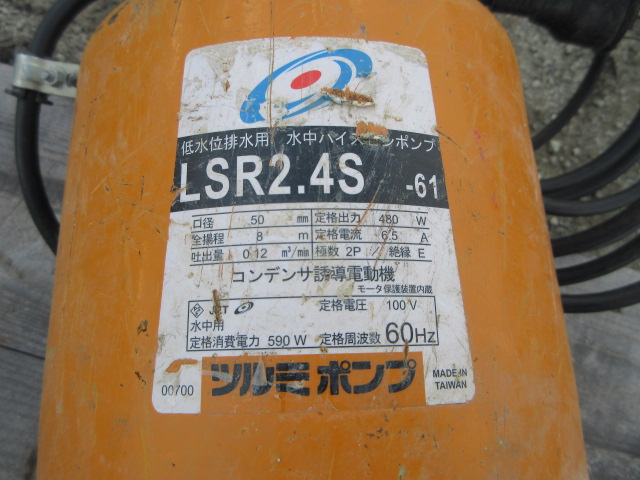 低水位排水用 水中ハイスピンポンプ
LSR2.4S -61
口径 50 mm 定格出力 480 W
全揚程 8 m 定格電流 6.5 A
吐出量 0.12 m³/min 極数 2P 絶縁 E
コンデンサ誘導電動機
モータ保護装置内蔵
JET 定格電圧 100 V
水中用
定格消費電力 590 W 定格周波数 60Hz
00700 ツルミポンプ MADE IN
TAIWAN